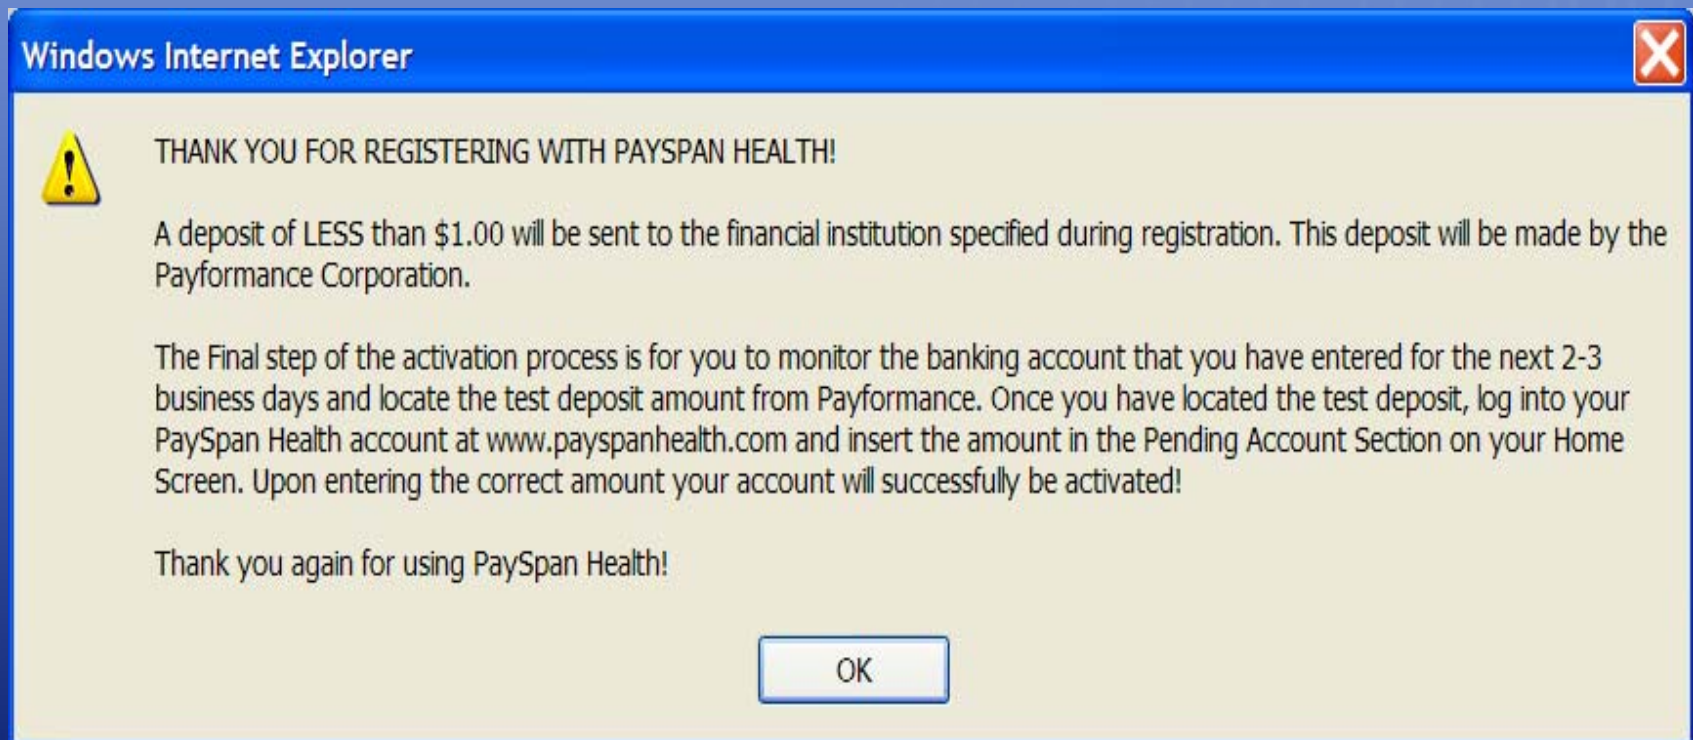 Windows Internet Explorer
THANK YOU FOR REGISTERING WITH PAYSPAN HEALTH!
A deposit of LESS than $1.00 will be sent to the financial institution specified during registration. This deposit will be made by the
Payformance Corporation.
The Final step of the activation process is for you to monitor the banking account that you have entered for the next 2-3
business days and locate the test deposit amount from Payformance. Once you have located the test deposit, log into your
PaySpan Health account at www.payspanhealth.com and insert the amount in the Pending Account Section on your Home
Screen. Upon entering the correct amount your account will successfully be activated!
Thank you again for using PaySpan Health!
OK